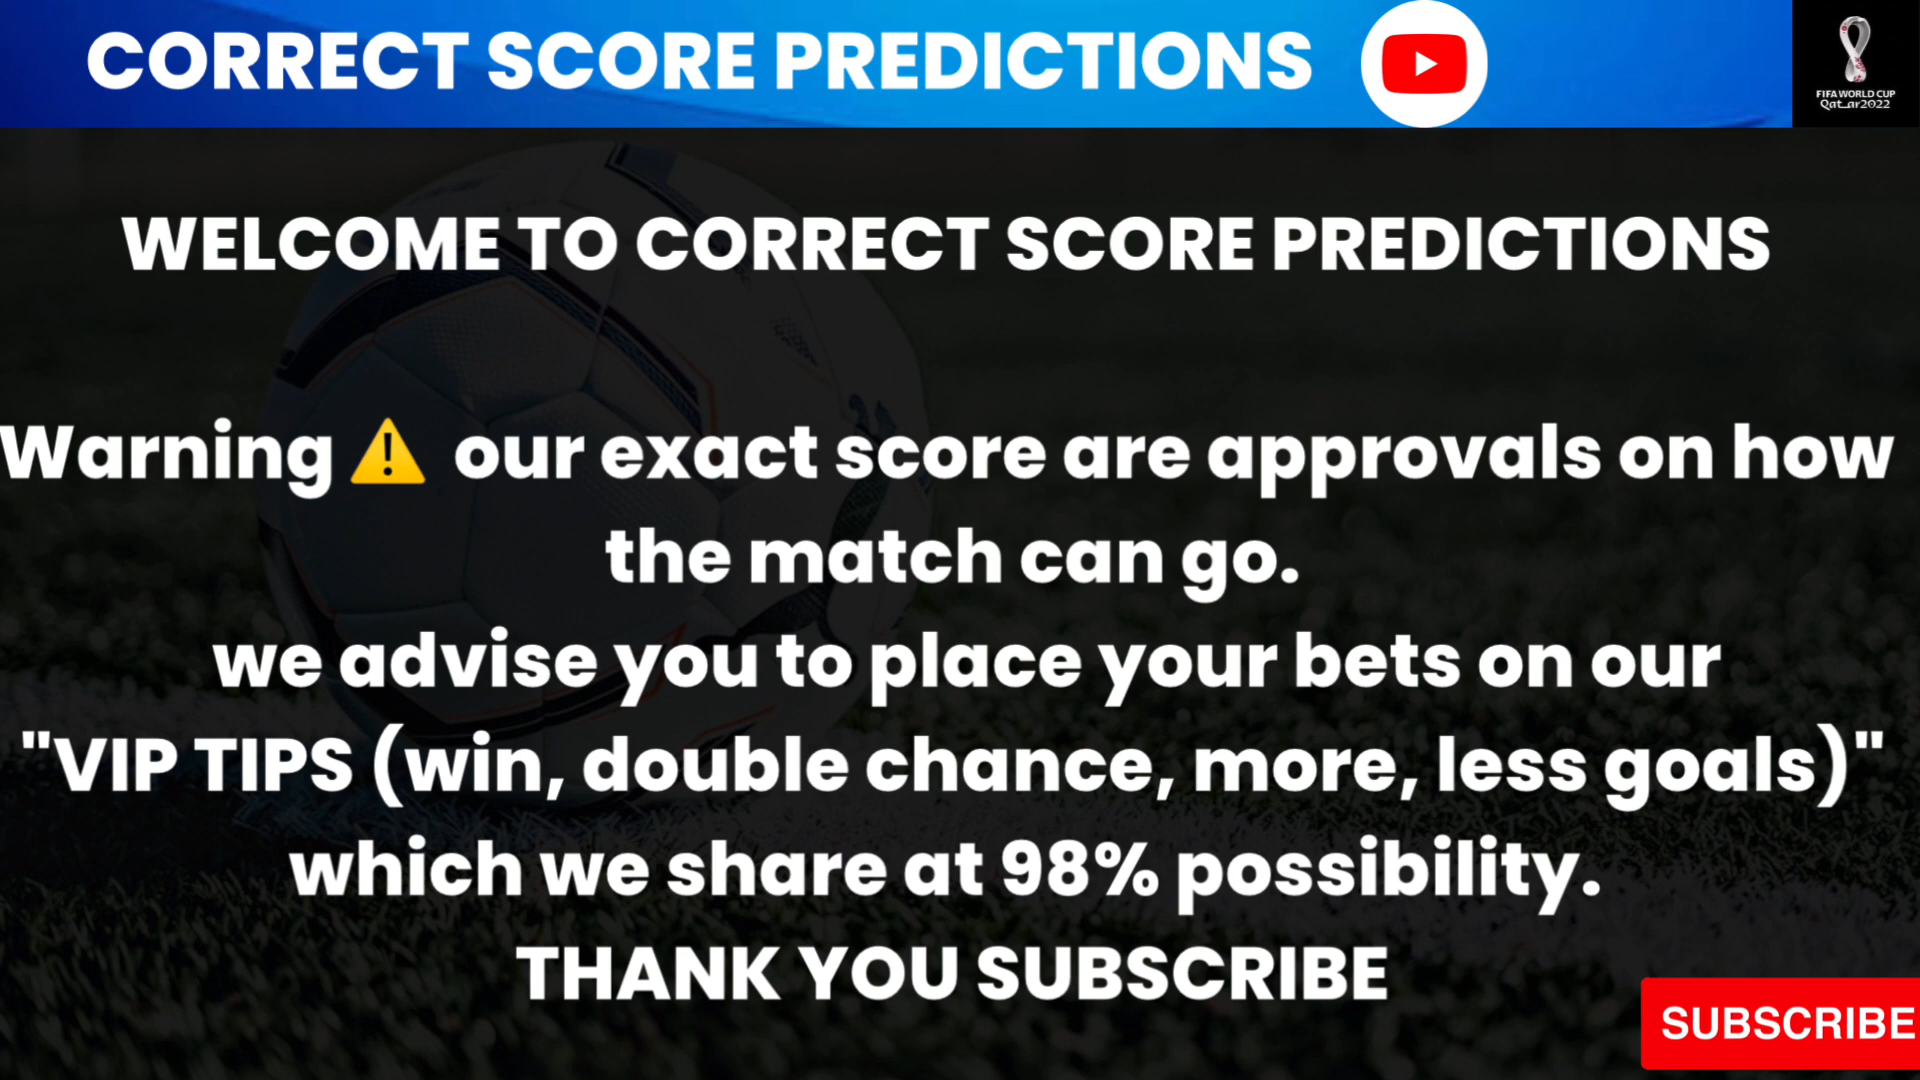 CORRECT SCORE PREDICTIONS
FIFA WORLD CUP
Qatar2022
WELCOME TO CORRECT SCORE PREDICTIONS
Warning ⚠️ our exact score are approvals on how
the match can go.
we advise you to place your bets on our
"VIP TIPS (win, double chance, more, less goals)"
which we share at 98% possibility.
THANK YOU SUBSCRIBE
SUBSCRIBE